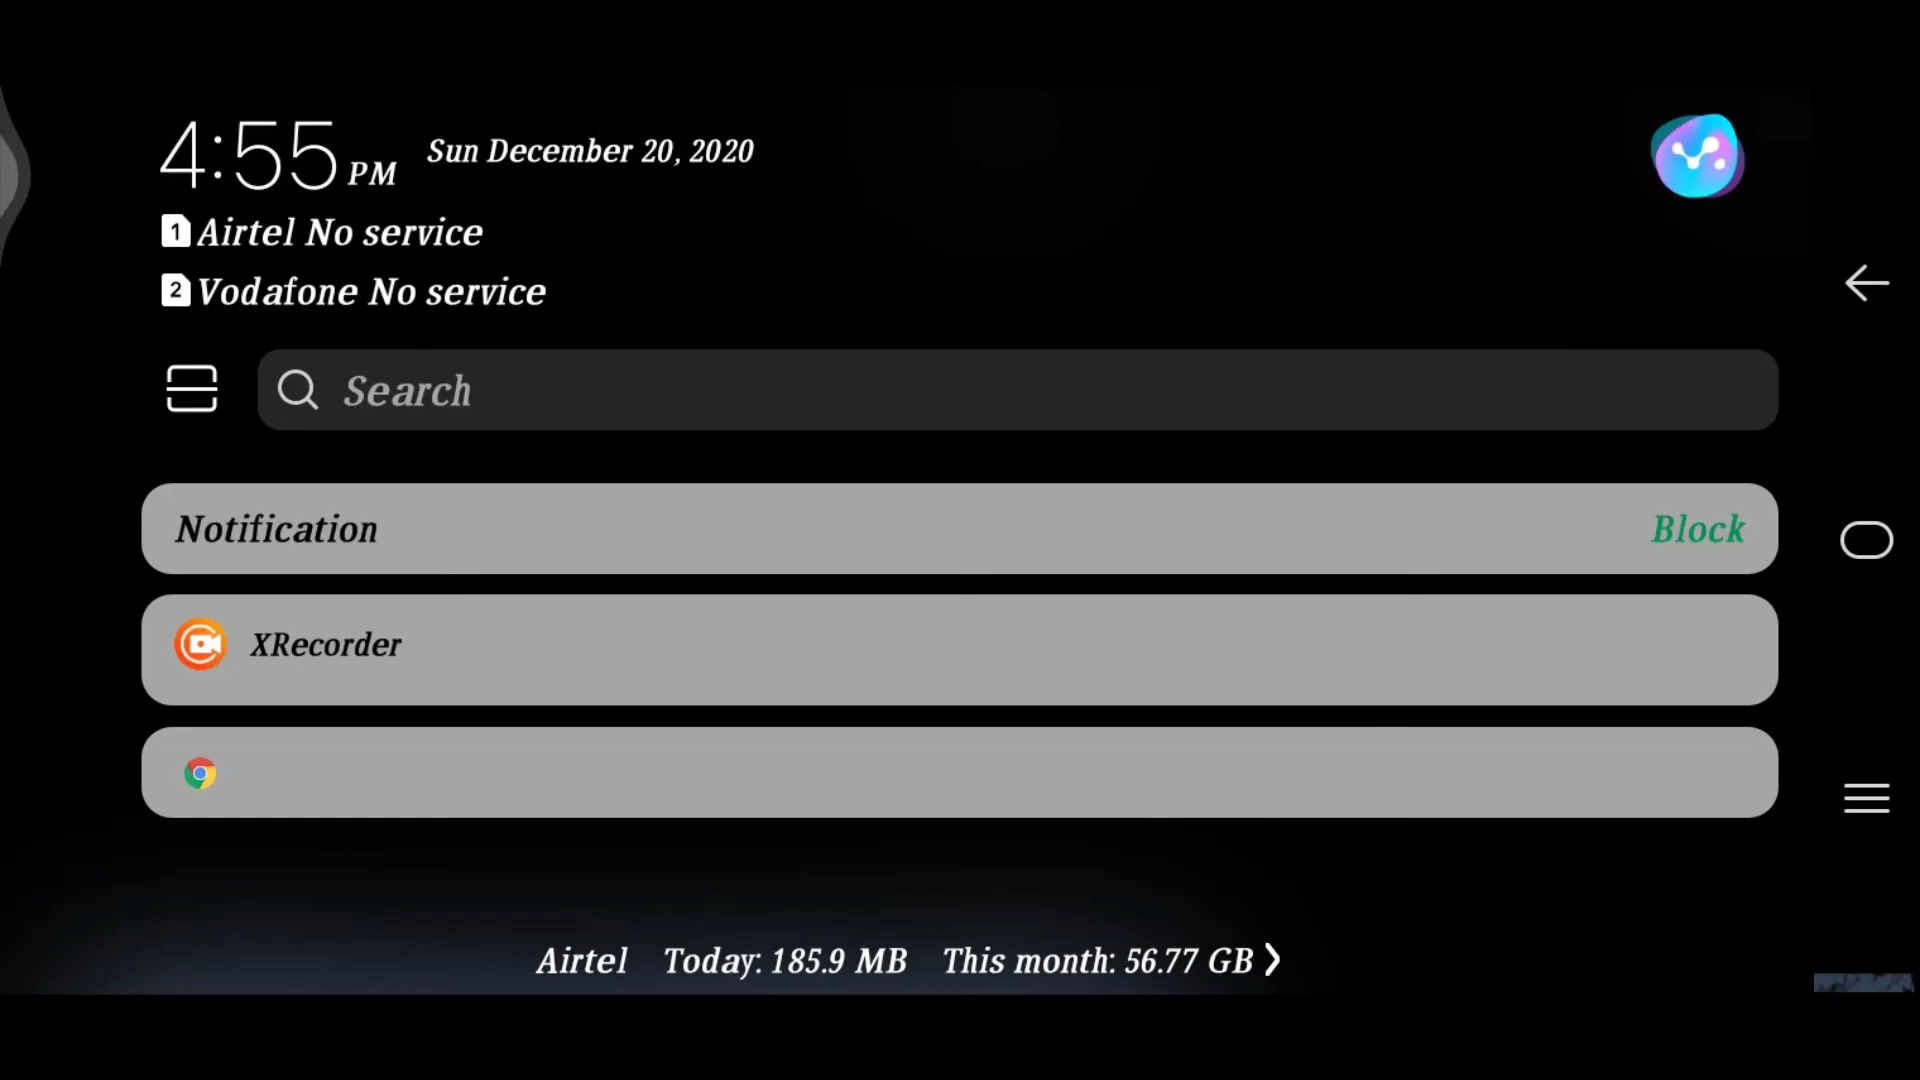 4:55 PM Sun December 20, 2020
1 Airtel No service
2 Vodafone No service
Search
Notification Block
XRecorder
Airtel Today: 185.9 MB This month: 56.77 GB